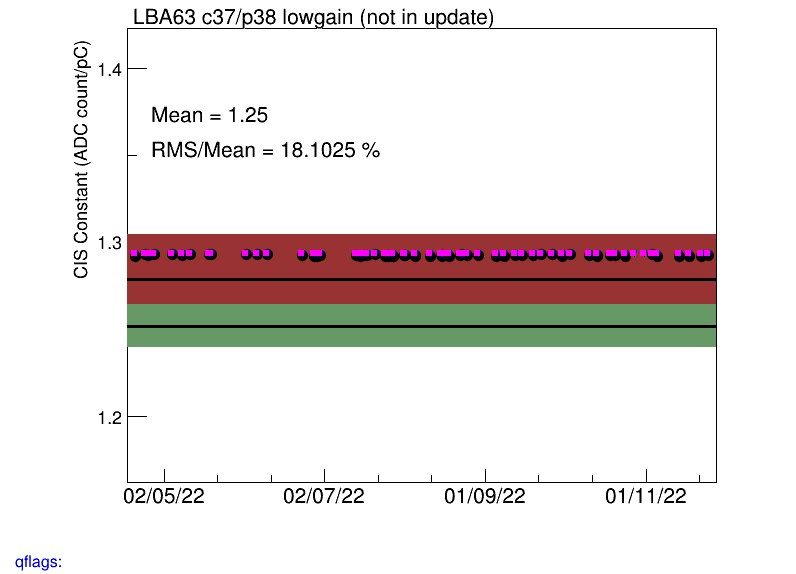 LBA63 c37/p38 lowgain (not in update)
CIS Constant (ADC count/pC)
1.4
Mean = 1.25
RMS/Mean = 18.1025 %
1.3
1.2
02/05/22 02/07/22 01/09/22 01/11/22
qflags: